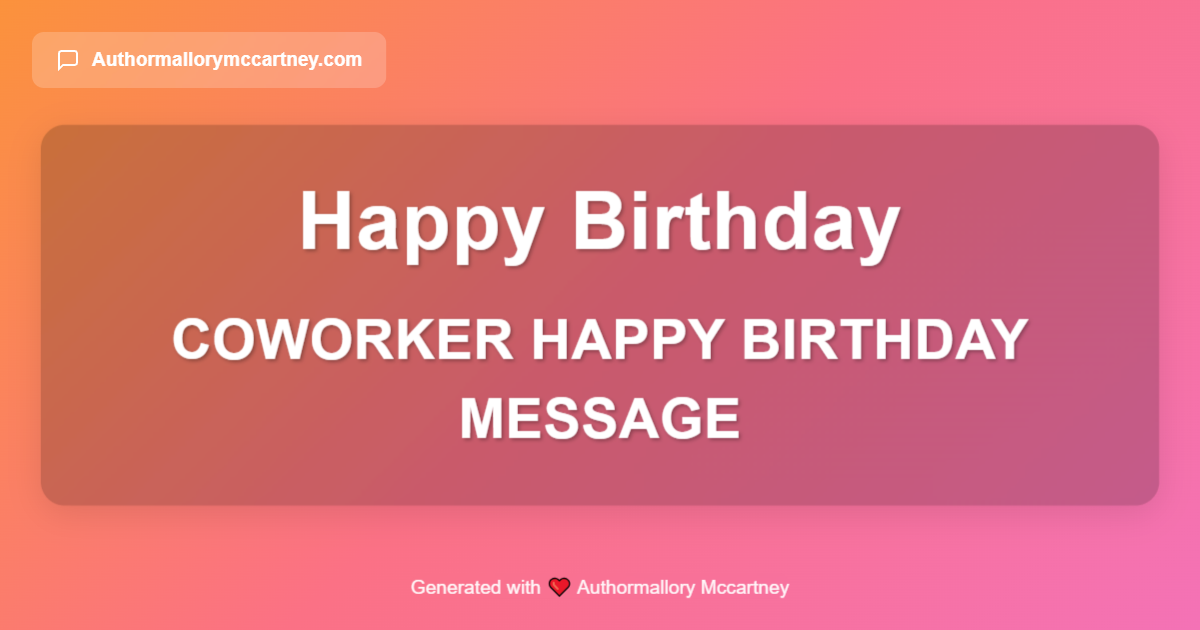 Authormallorymccartney.com
Happy Birthday
COWORKER HAPPY BIRTHDAY
MESSAGE
Generated with ❤️ Authormallory Mccartney